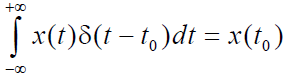 ∫_{−∞}^{+∞} x(t)δ(t − t₀)dt = x(t₀)